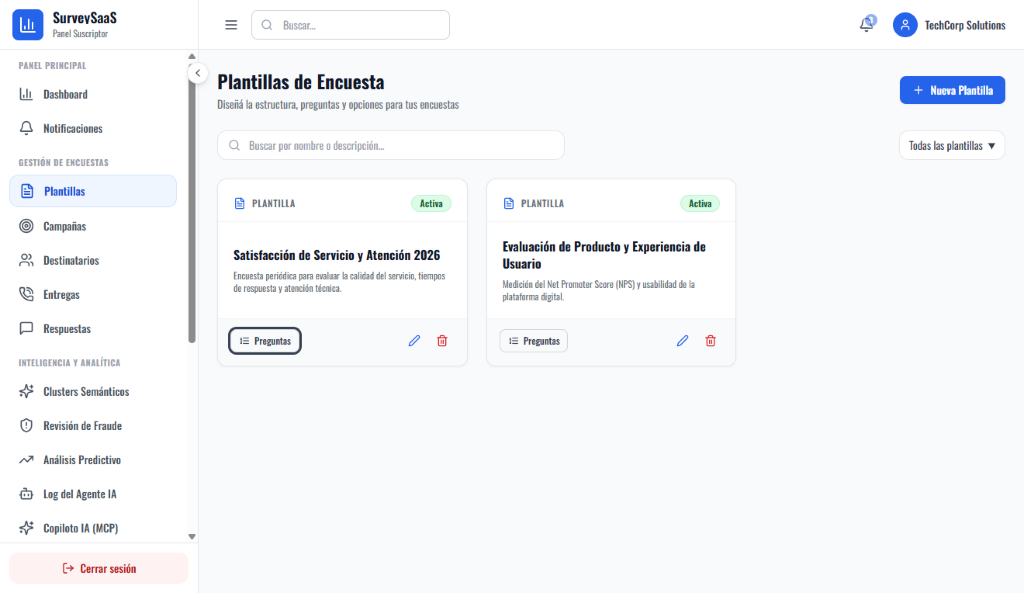 SurveySaaS
Panel Suscriptor
Buscar...
TechCorp Solutions
PANEL PRINCIPAL
Dashboard
Notificaciones
GESTIÓN DE ENCUESTAS
Plantillas
Campañas
Destinatarios
Entregas
Respuestas
INTELIGENCIA Y ANALÍTICA
Clusters Semánticos
Revisión de Fraude
Análisis Predictivo
Log del Agente IA
Copiloto IA (MCP)
Cerrar sesión
Plantillas de Encuesta
Diseñá la estructura, preguntas y opciones para tus encuestas
+ Nueva Plantilla
Buscar por nombre o descripción...
Todas las plantillas ▼
PLANTILLA
Activa
Satisfacción de Servicio y Atención 2026
Encuesta periódica para evaluar la calidad del servicio, tiempos
de respuesta y atención técnica.
Preguntas
PLANTILLA
Activa
Evaluación de Producto y Experiencia de
Usuario
Medición del Net Promoter Score (NPS) y usabilidad de la
plataforma digital.
Preguntas